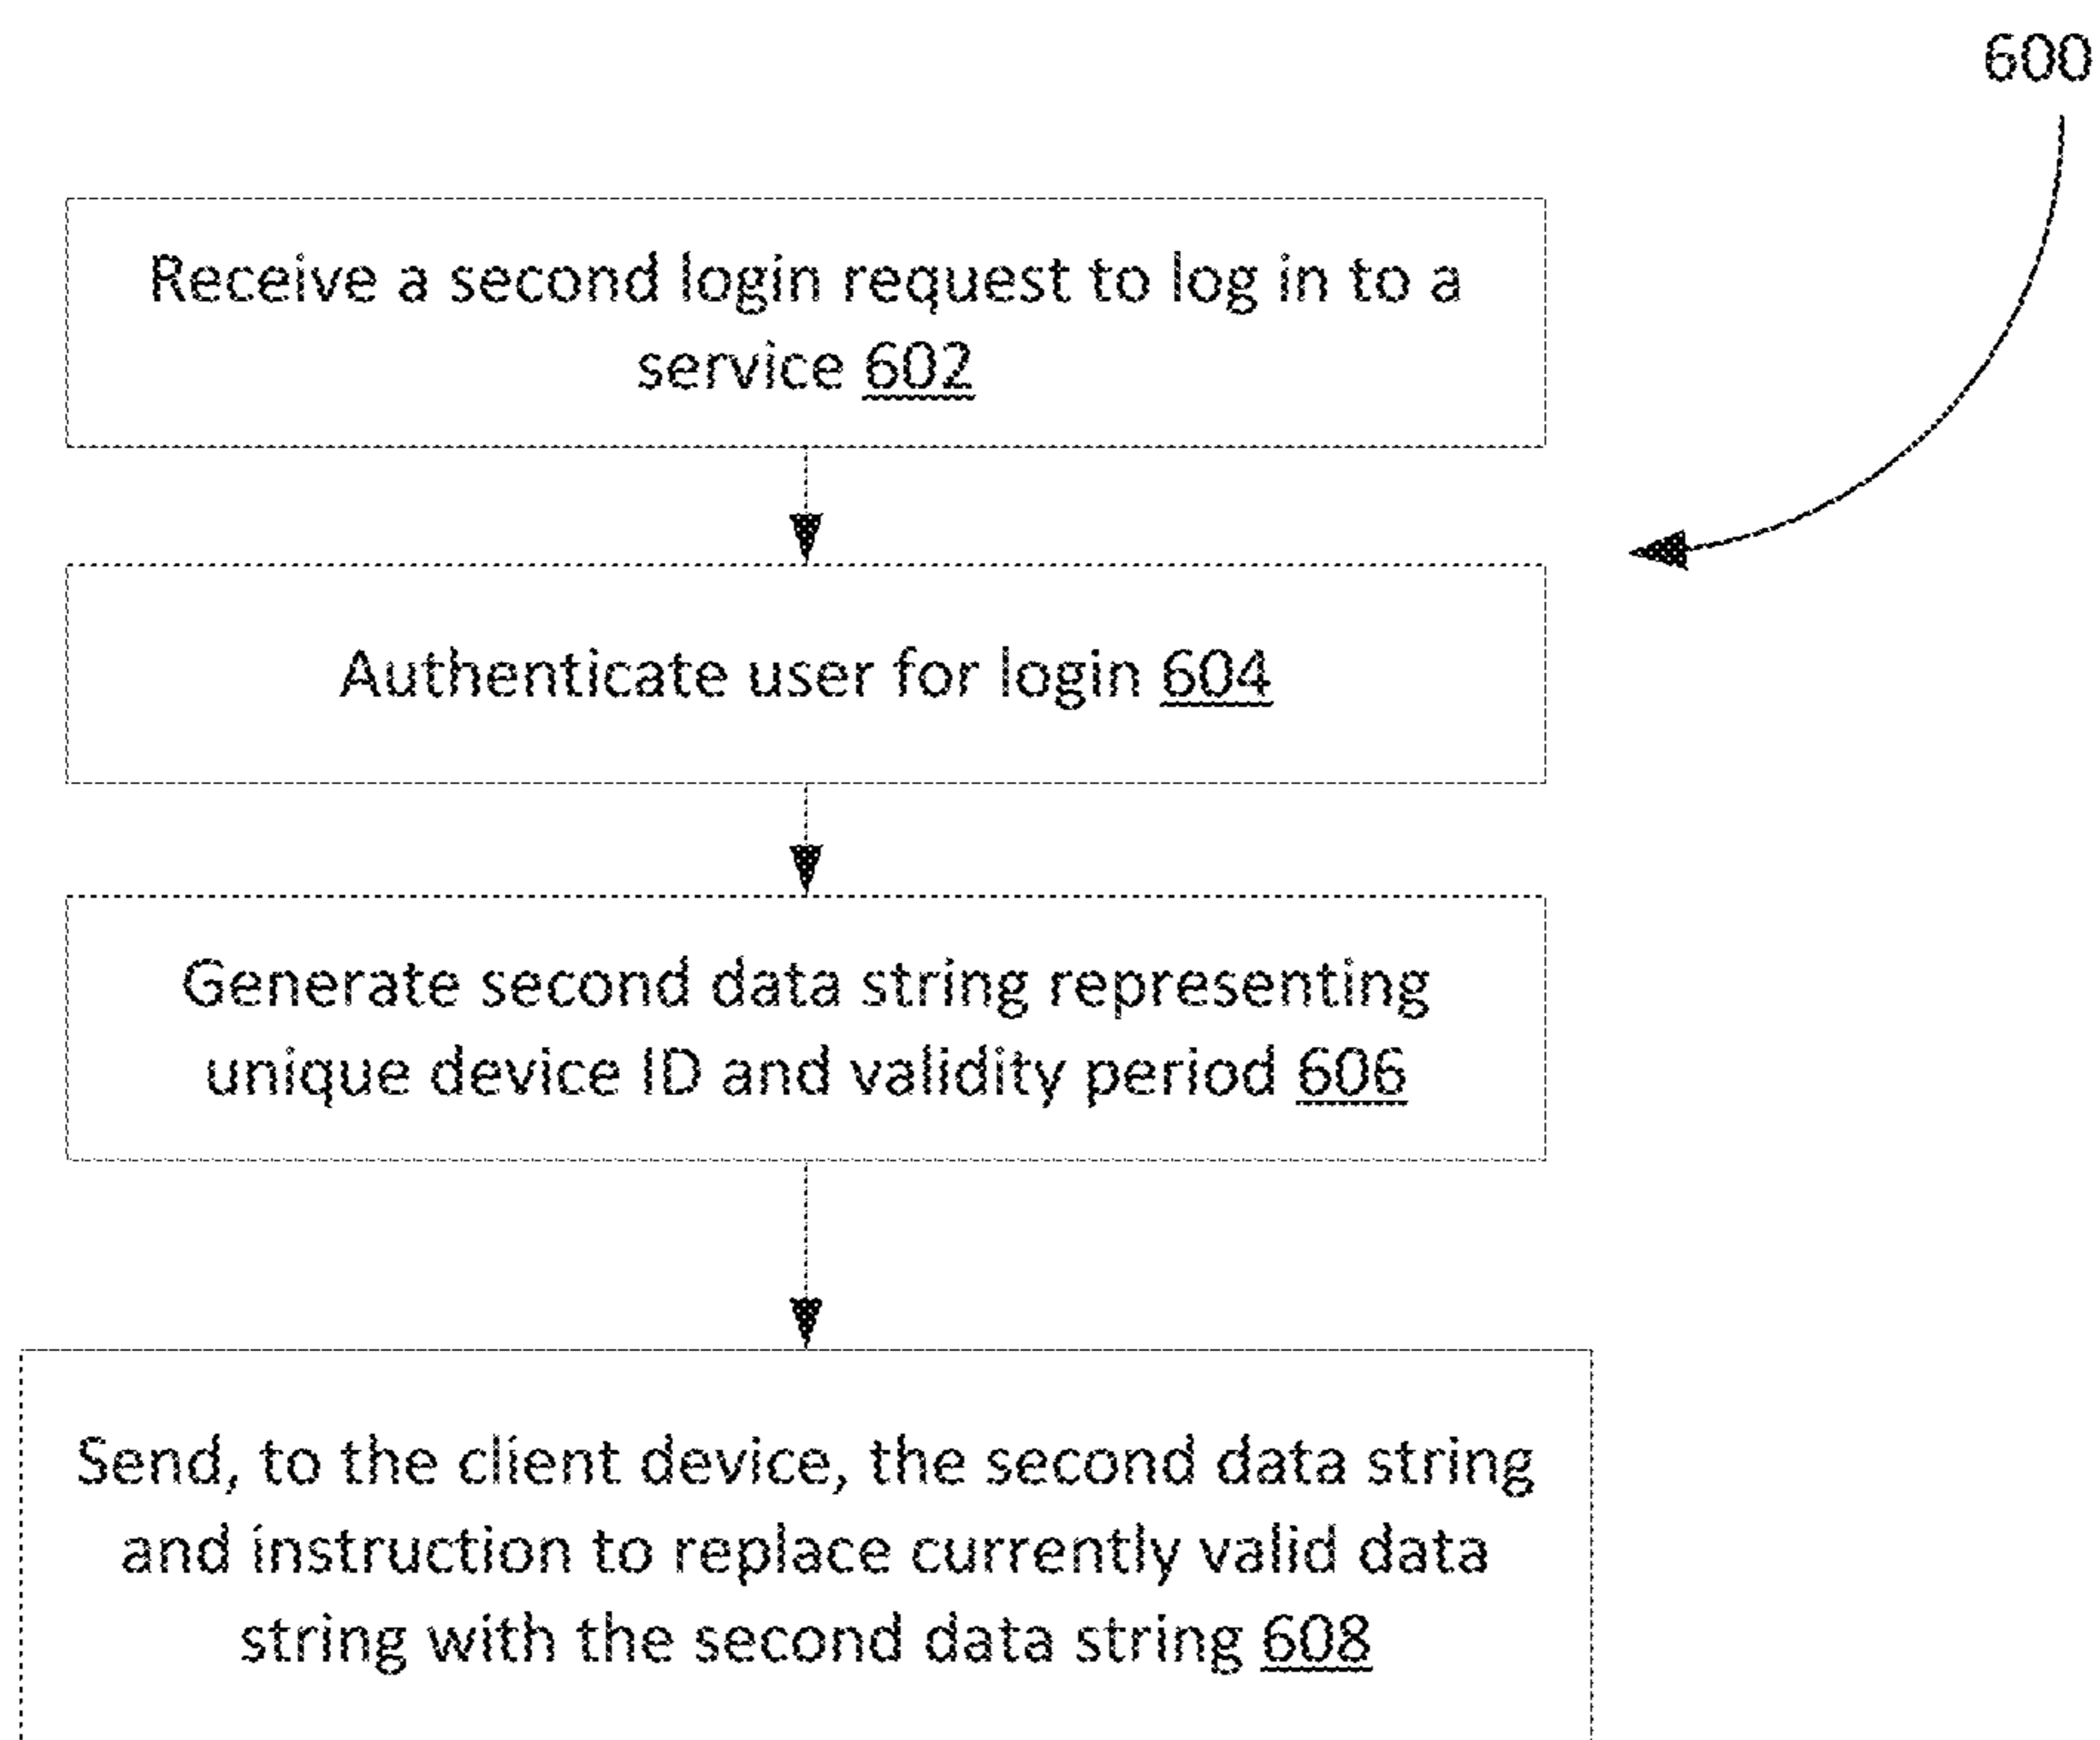 600
Receive a second login request to log in to a
service 602
Authenticate user for login 604
Generate second data string representing
unique device ID and validity period 606
Send, to the client device, the second data string
and instruction to replace currently valid data
string with the second data string 608